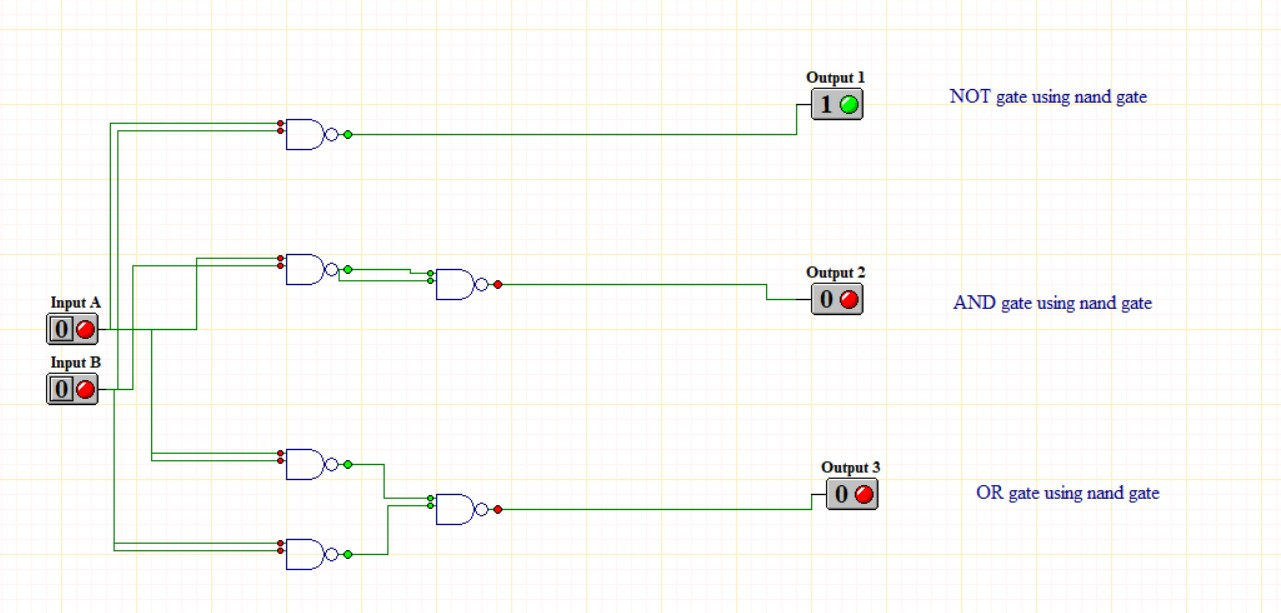 Output 1
1
NOT gate using nand gate
Output 2
0
AND gate using nand gate
Input A
0
Input B
0
Output 3
0
OR gate using nand gate